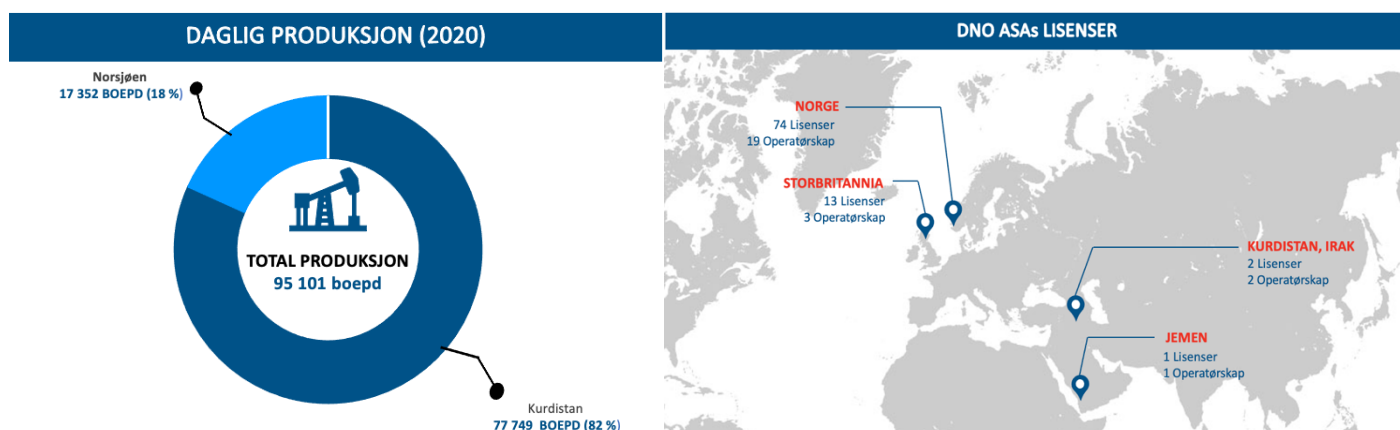 DAGLIG PRODUKSJON (2020)
Norsjøen
17 352 BOEPD (18 %)
TOTAL PRODUKSJON
95 101 boepd
Kurdistan
77 749 BOEPD (82 %)
DNO ASAs LISENSER
NORGE
74 Lisenser
19 Operatørskap
STORBRITANNIA
13 Lisenser
3 Operatørskap
KURDISTAN, IRAK
2 Lisenser
2 Operatørskap
JEMEN
1 Lisenser
1 Operatørskap